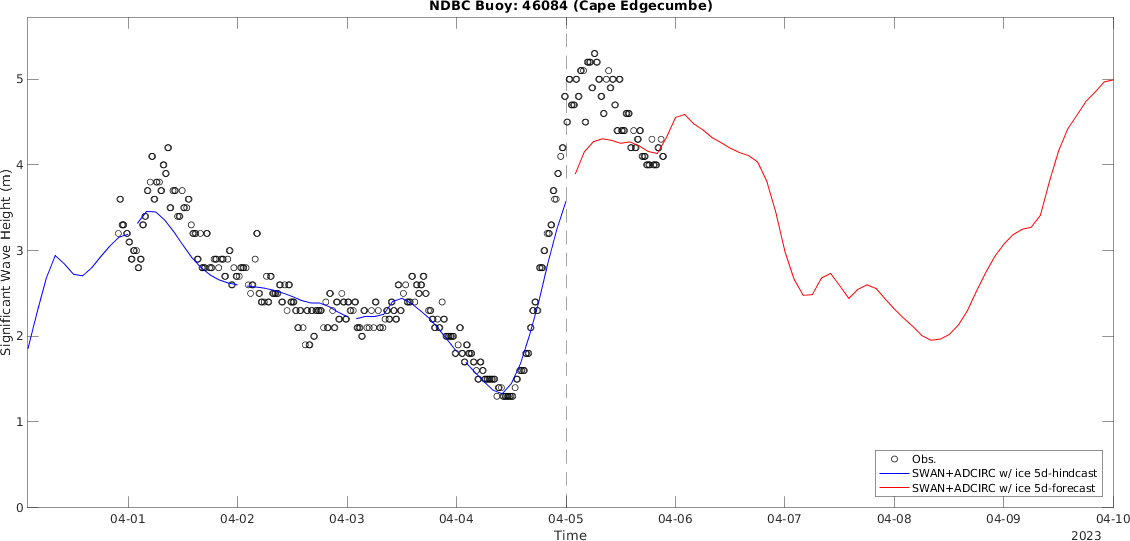 NDBC Buoy: 46084 (Cape Edgecumbe)
Significant Wave Height (m)
5
4
3
2
1
0
Obs.
SWAN+ADCIRC w/ ice 5d-hindcast
SWAN+ADCIRC w/ ice 5d-forecast
04-01 04-02 04-03 04-04 04-05 04-06 04-07 04-08 04-09 04-10
Time 2023